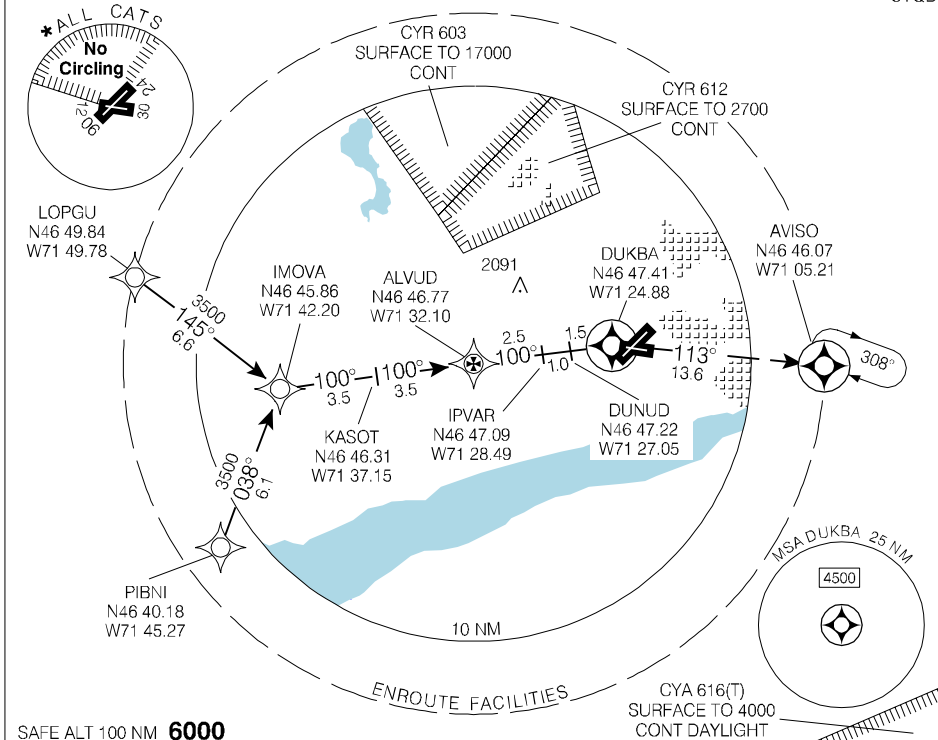 *ALL CATS
No
Circling
24
30
12
06
CYR 603
SURFACE TO 17000
CONT
CYR 612
SURFACE TO 2700
CONT
LOPGU
N46 49.84
W71 49.78
3500
145°
6.6
IMOVA
N46 45.86
W71 42.20
ALVUD
N46 46.77
W71 32.10
2091
DUKBA
N46 47.41
W71 24.88
AVISO
N46 46.07
W71 05.21
100°
3.5
100°
3.5
2.5
100°
1.0
1.5
113°
13.6
308°
KASOT
N46 46.31
W71 37.15
IPVAR
N46 47.09
W71 28.49
DUNUD
N46 47.22
W71 27.05
3500
038°
6.1
PIBNI
N46 40.18
W71 45.27
10 NM
ENROUTE FACILITIES
MSA DUKBA 25 NM
4500
CYA 616(T)
SURFACE TO 4000
CONT DAYLIGHT
SAFE ALT 100 NM 6000